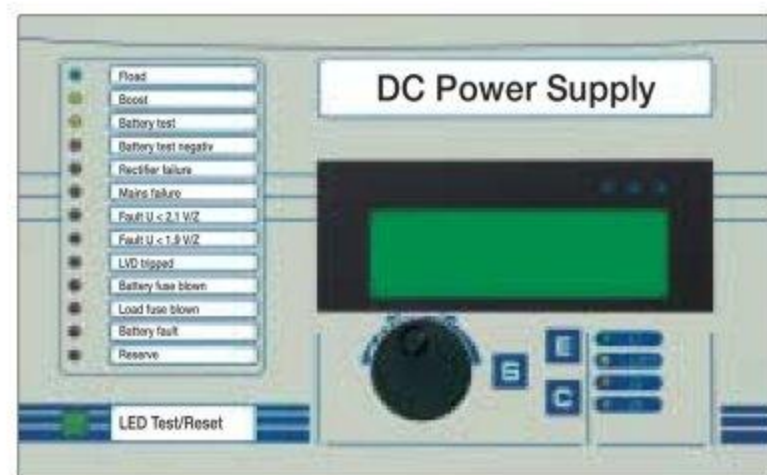 Fload
Boost
Battery test
Battery test negativ
Rectifier failure
Mains failure
Fault U < 2.1 V/Z
Fault U < 1.9 V/Z
LVD tripped
Battery fuse blown
Load fuse blown
Battery fault
Reserve
LED Test/Reset
DC Power Supply
S
E
C